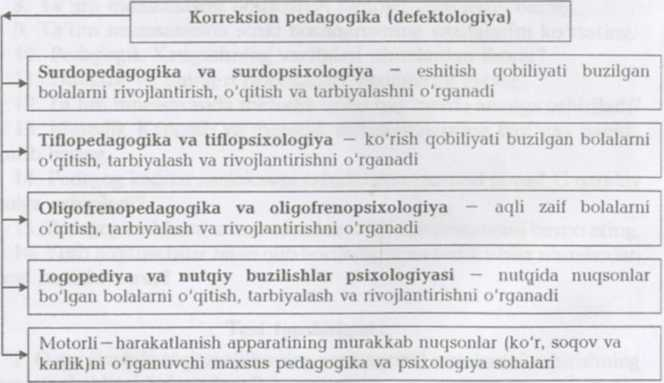 Korreksion pedagogika (defektologiya)
Surdopedagogika va surdopsixologiya — eshitish qobiliyati buzilgan
bolalarni rivojlantirish, o‘qitish va tarbiyalashni o‘rganadi
Tiflopedagogika va tiflopsixologiya — ko‘rish qobiliyati buzilgan bolalarni
o‘qitish, tarbiyalash va rivojlantirishni o‘rganadi
Oligofrenopedagogika va oligofrenopsixologiya — aqli zaif bolalarni
o‘qitish, tarbiyalash va rivojlantirishni o‘rganadi
Logopediya va nutqiy buzilishlar psixologiyasi — nutqida nuqsonlar
bo‘lgan bolalarni o‘qitish, tarbiyalash va rivojlantirishni o‘rganadi
Motorli—harakatlanish apparatining murakkab nuqsonlar (ko‘r, soqov va
karlik)ni o‘rganuvchi maxsus pedagogika va psixologiya sohalari